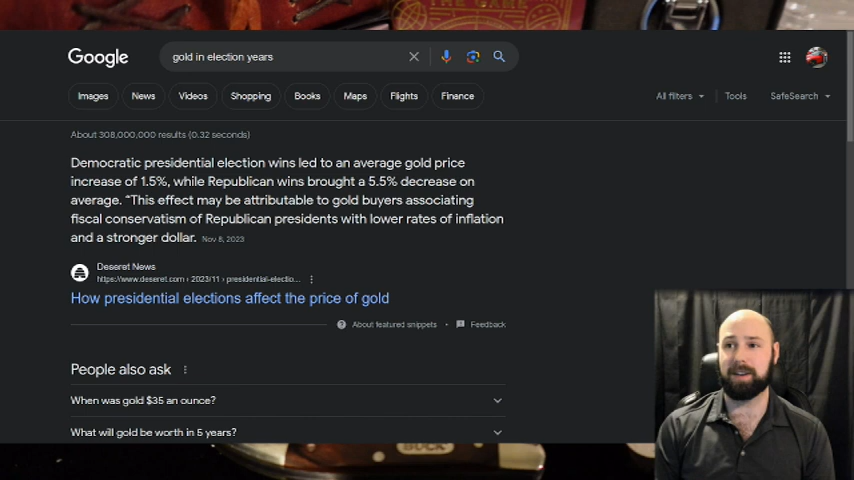 THE GAME
Google
gold in election years
Images
News
Videos
Shopping
Books
Maps
Flights
Finance
All filters
Tools
SafeSearch
About 308,000,000 results (0.32 seconds)
Democratic presidential election wins led to an average gold price
increase of 1.5%, while Republican wins brought a 5.5% decrease on
average. “This effect may be attributable to gold buyers associating
fiscal conservatism of Republican presidents with lower rates of inflation
and a stronger dollar. Nov 8, 2023
Deseret News
https://www.deseret.com › 2023/11 › presidential-electio...
How presidential elections affect the price of gold
About featured snippets • Feedback
People also ask
When was gold $35 an ounce?
What will gold be worth in 5 years?
BUCK